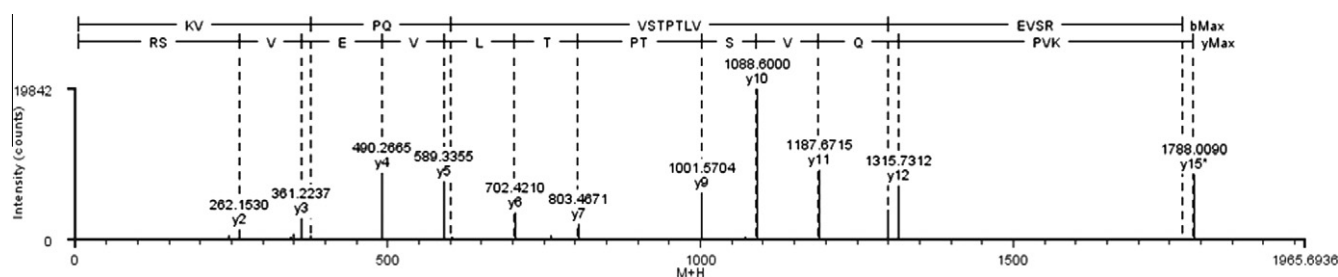 KV PQ VSTPTLV EVSR bMax
RS V E V L T PT S V Q PVK yMax
1088.6000
y10
19842
1187.6715
y11
490.2665
y4
589.3355
y5
1001.5704
y9
1315.7312
y12
1788.0090
y15*
702.4210
y6
803.4671
y7
361.2237
y3
262.1530
y2
Intensity (counts)
0
0 500 1000 1500 1965.6936
M+H